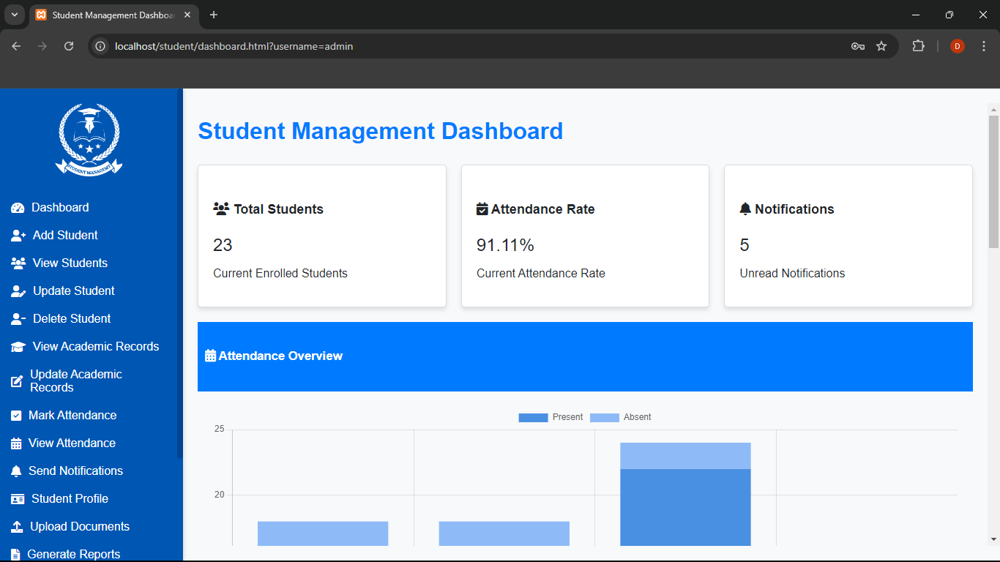 Student Management Dashboa
localhost/student/dashboard.html?username=admin
D
STUDENT MANAGEMT
Dashboard
Add Student
View Students
Update Student
Delete Student
View Academic Records
Update Academic
Records
Mark Attendance
View Attendance
Send Notifications
Student Profile
Upload Documents
Generate Reports
Student Management Dashboard
Total Students
23
Current Enrolled Students
Attendance Rate
91.11%
Current Attendance Rate
Notifications
5
Unread Notifications
Attendance Overview
Present Absent
25
20